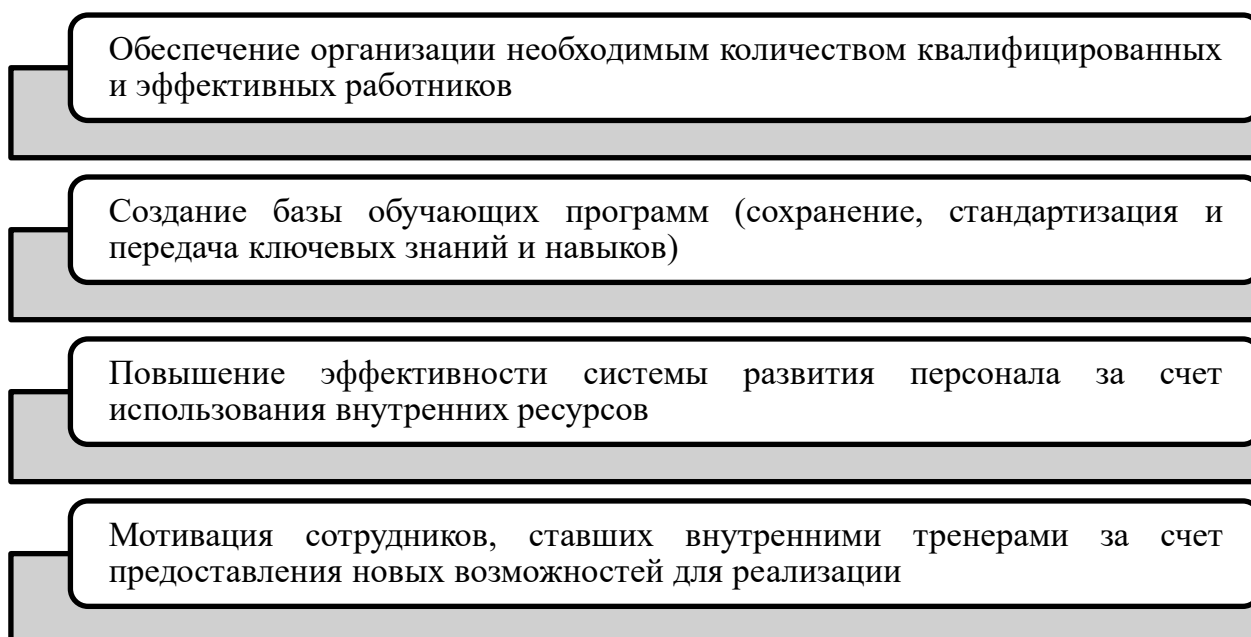 Обеспечение организации необходимым количеством квалифицированных
и эффективных работников
Создание базы обучающих программ (сохранение, стандартизация и
передача ключевых знаний и навыков)
Повышение эффективности системы развития персонала за счет
использования внутренних ресурсов
Мотивация сотрудников, ставших внутренними тренерами за счет
предоставления новых возможностей для реализации